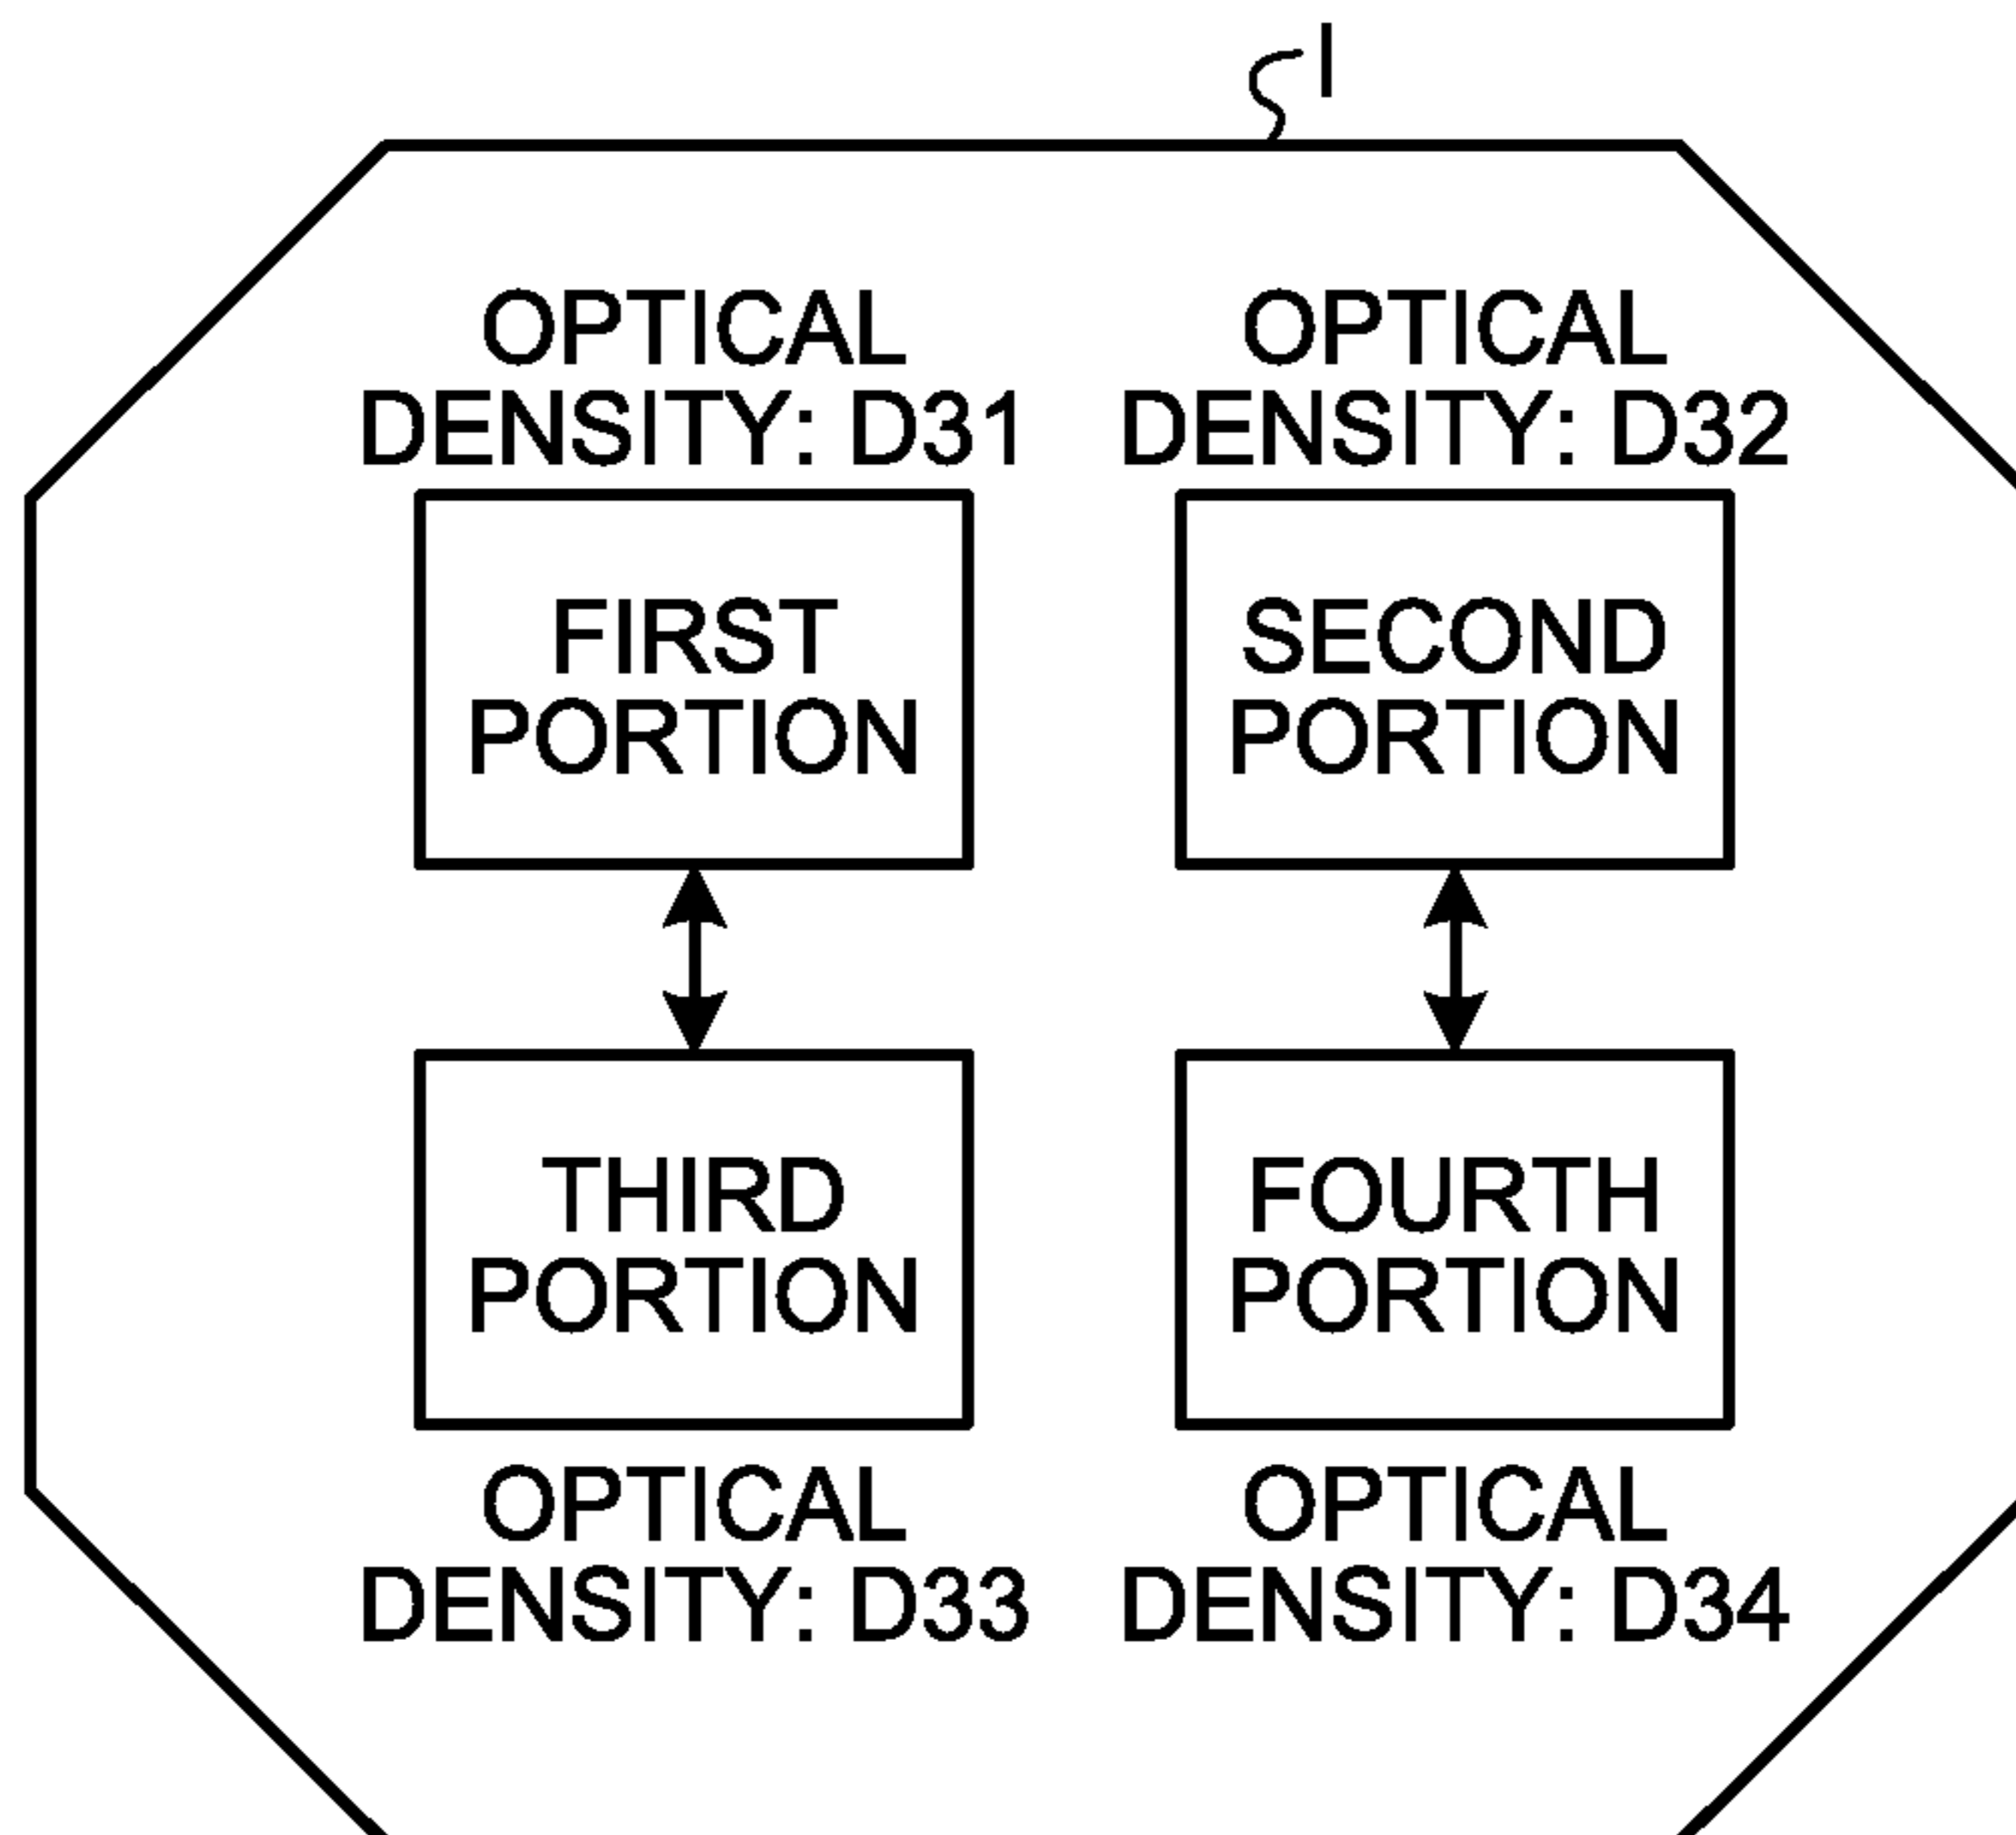 I
OPTICAL
DENSITY: D31
OPTICAL
DENSITY: D32
FIRST
PORTION
SECOND
PORTION
THIRD
PORTION
FOURTH
PORTION
OPTICAL
DENSITY: D33
OPTICAL
DENSITY: D34